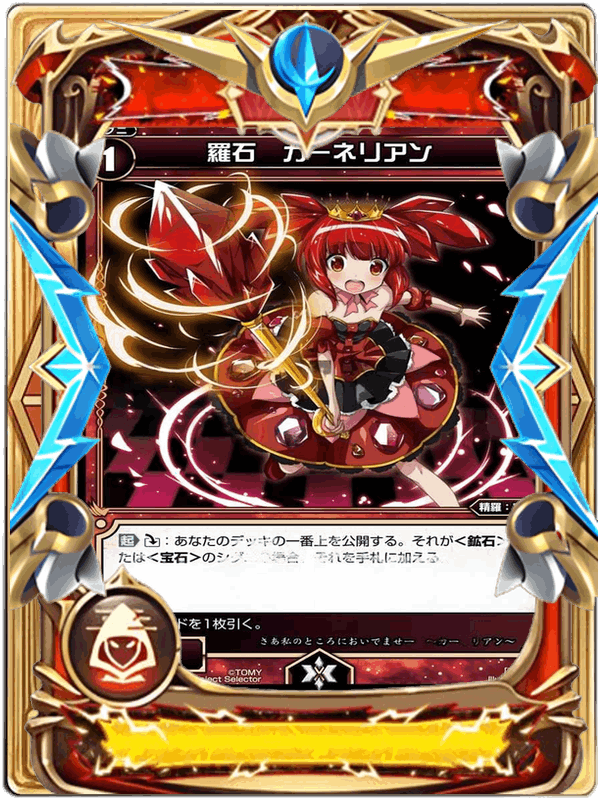 1
羅石 カーネリアン
精羅:
起 :あなたのデッキの一番上を公開する。それが<鉱石>
たは<宝石>のシグニの場合、それを手札に加える
ドを1枚引く。
さあ私のところにおいでませー
リアン～
©TOMY
ject Selector